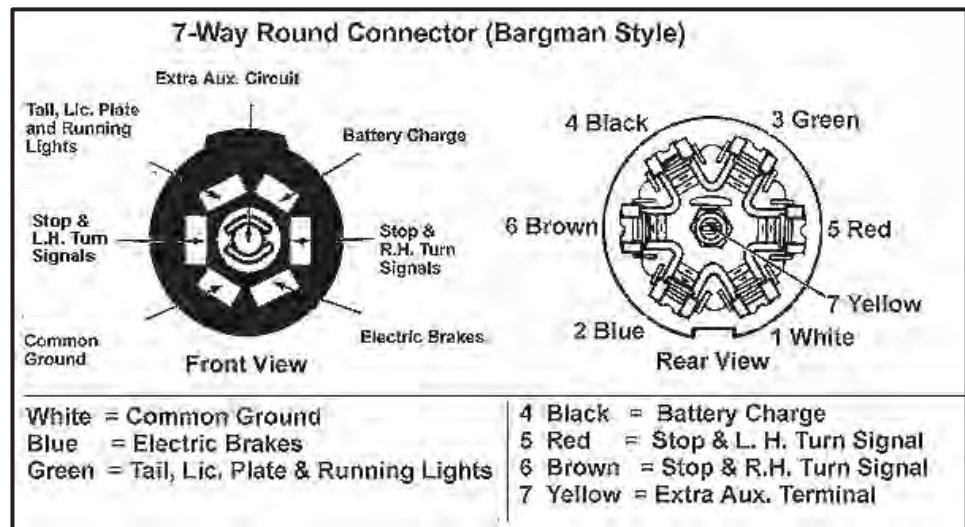 7-Way Round Connector (Bargman Style)
Extra Aux. Circuit
Tail, Lic. Plate
and Running
Lights
Battery Charge
Stop &
L.H. Turn
Signals
Stop &
R.H. Turn
Signals
Common
Ground
Electric Brakes
Front View
4 Black
3 Green
6 Brown
5 Red
7 Yellow
2 Blue
1 White
Rear View
White = Common Ground
Blue = Electric Brakes
Green = Tail, Lic. Plate & Running Lights
4 Black = Battery Charge
5 Red = Stop & L. H. Turn Signal
6 Brown = Stop & R.H. Turn Signal
7 Yellow = Extra Aux. Terminal